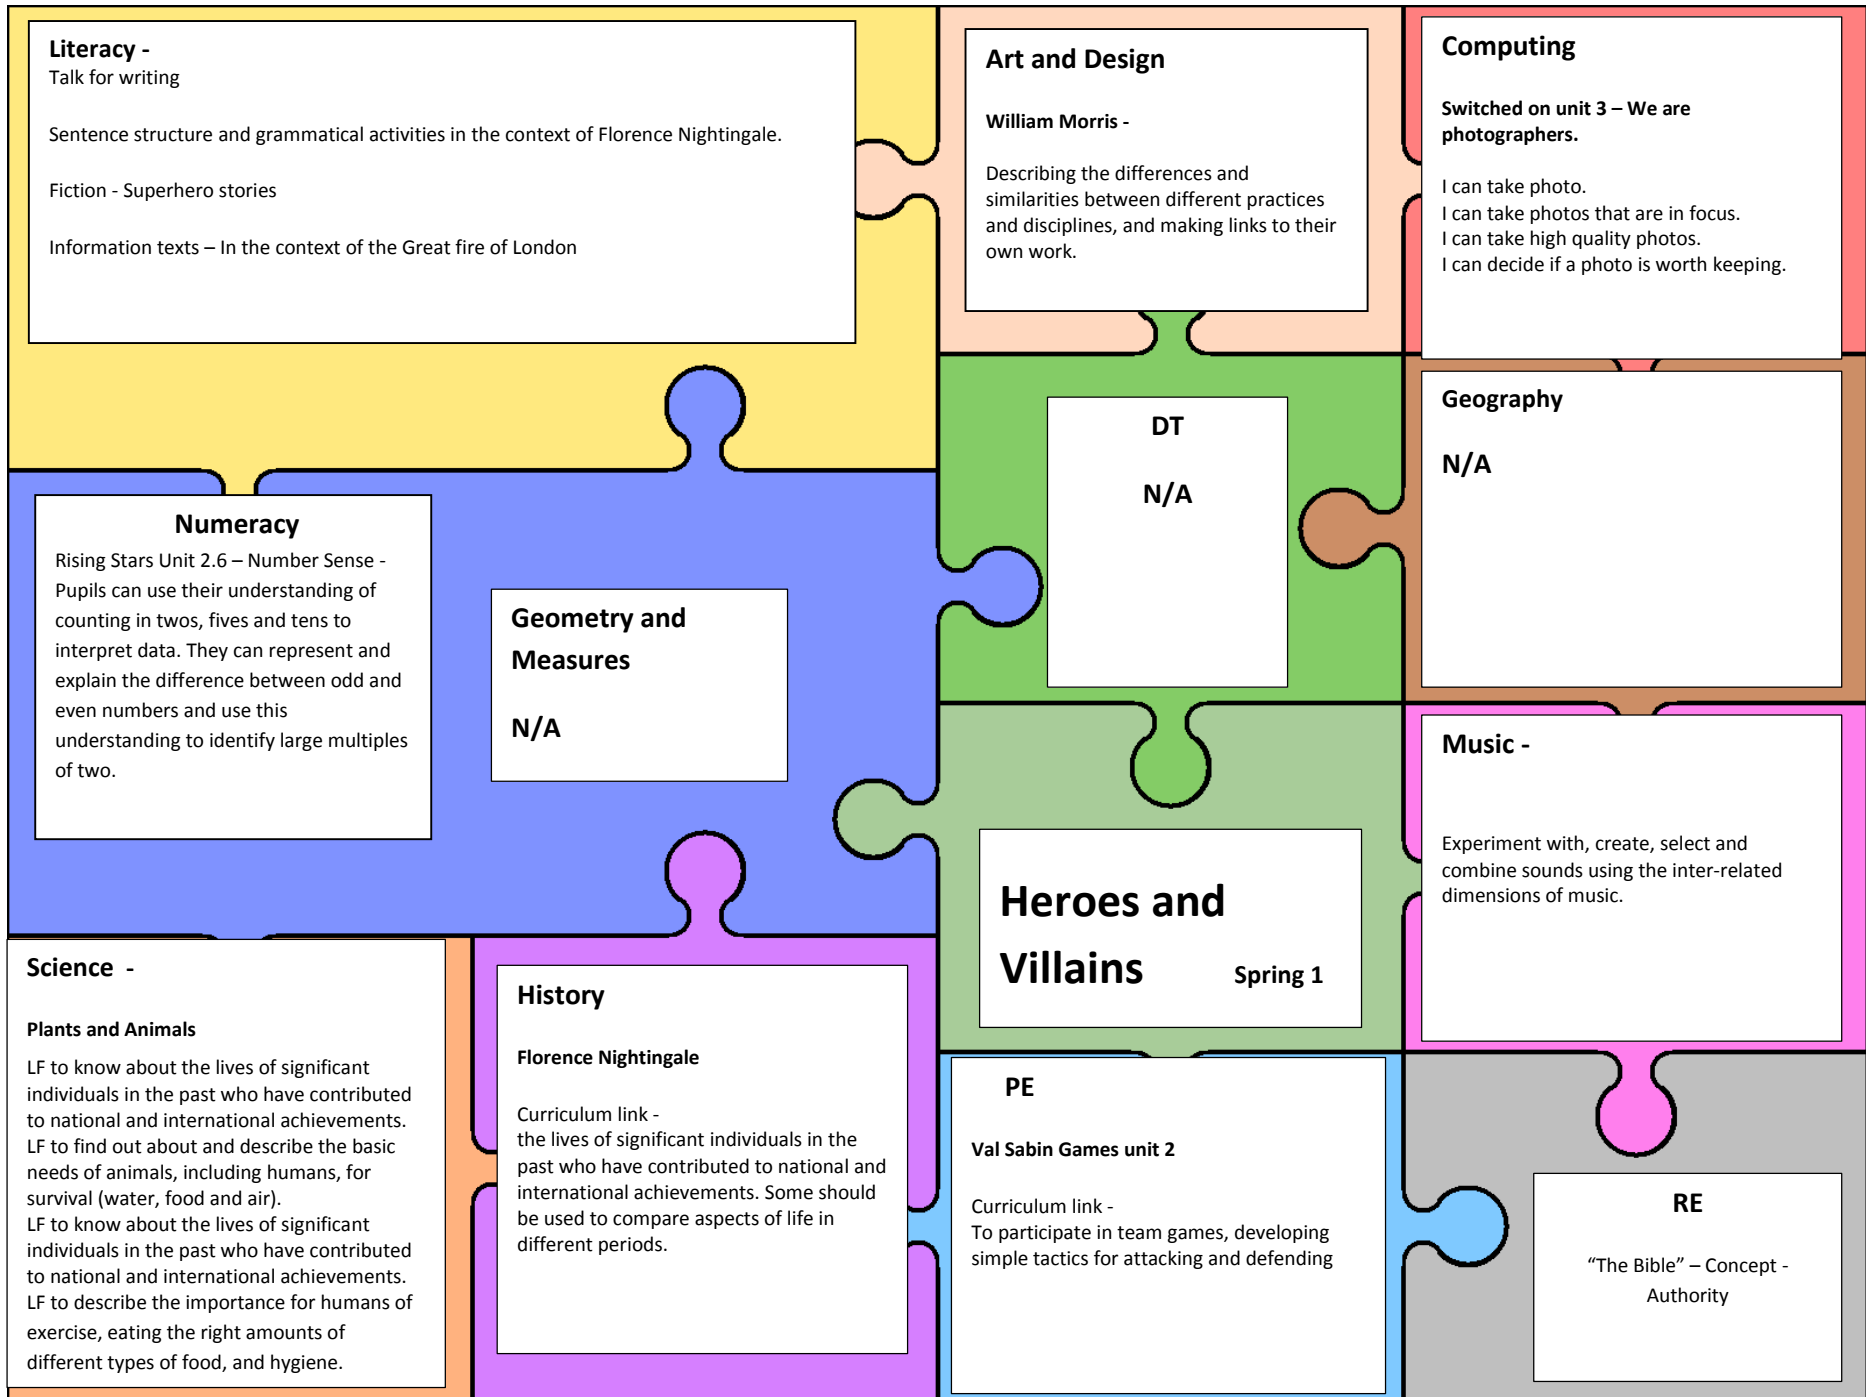 Literacy -
Talk for writing
Sentence structure and grammatical activities in the context of Florence Nightingale.
Fiction - Superhero stories
Information texts – In the context of the Great fire of London
Art and Design
William Morris -
Describing the differences and
similarities between different practices
and disciplines, and making links to their
own work.
Computing
Switched on unit 3 – We are
photographers.
I can take photo.
I can take photos that are in focus.
I can take high quality photos.
I can decide if a photo is worth keeping.
DT
N/A
Geography
N/A
Numeracy
Rising Stars Unit 2.6 – Number Sense -
Pupils can use their understanding of
counting in twos, fives and tens to
interpret data. They can represent and
explain the difference between odd and
even numbers and use this
understanding to identify large multiples
of two.
Geometry and
Measures
N/A
Heroes and
Villains Spring 1
Music -
Experiment with, create, select and
combine sounds using the inter-related
dimensions of music.
Science -
Plants and Animals
LF to know about the lives of significant
individuals in the past who have contributed
to national and international achievements.
LF to find out about and describe the basic
needs of animals, including humans, for
survival (water, food and air).
LF to know about the lives of significant
individuals in the past who have contributed
to national and international achievements.
LF to describe the importance for humans of
exercise, eating the right amounts of
different types of food, and hygiene.
History
Florence Nightingale
Curriculum link -
the lives of significant individuals in the
past who have contributed to national and
international achievements. Some should
be used to compare aspects of life in
different periods.
PE
Val Sabin Games unit 2
Curriculum link -
To participate in team games, developing
simple tactics for attacking and defending
RE
“The Bible” – Concept -
Authority